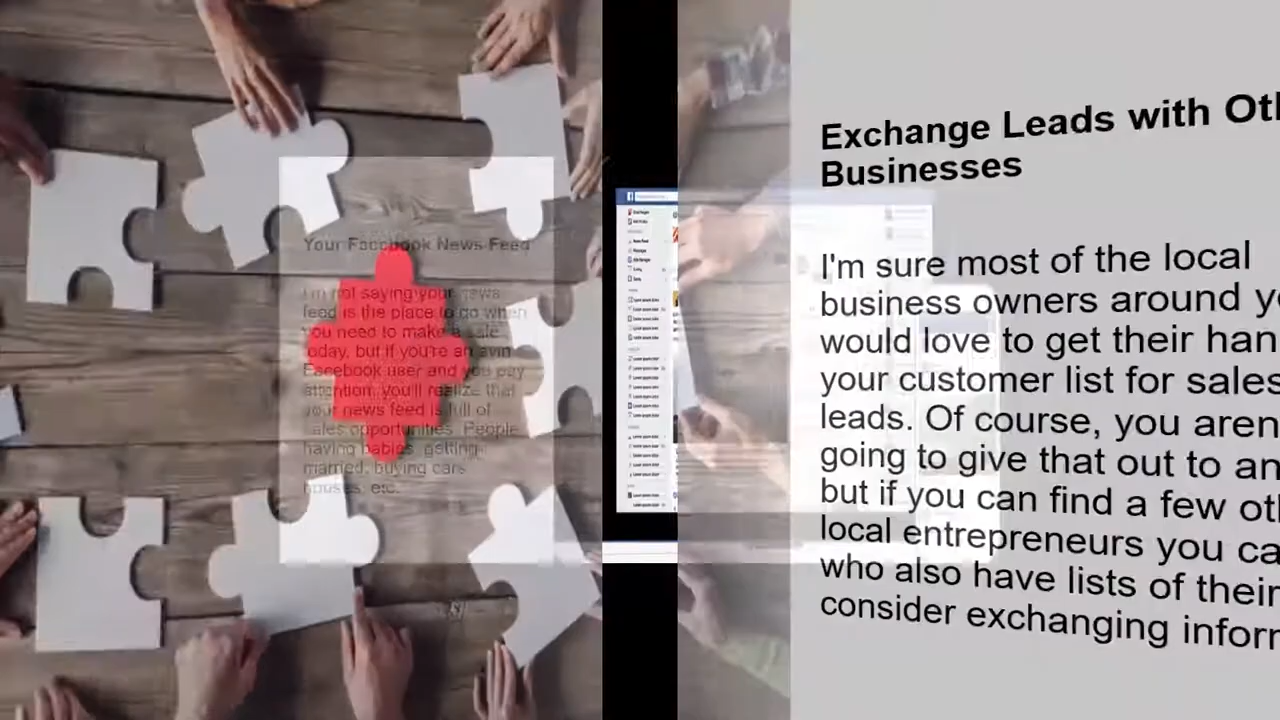 Your Facebook News Feed
I'm not saying your news
feed is the place to go when
you need to make a sale
today, but if you're an avid
Facebook user and you pay
attention, you'll realize that
your news feed is full of
sales opportunities. People
having babies, getting
married, buying cars
houses, etc.
Exchange Leads with Oth
Businesses
I'm sure most of the local
business owners around yo
would love to get their han
your customer list for sales
leads. Of course, you aren
going to give that out to an
but if you can find a few oth
local entrepreneurs you ca
who also have lists of their
consider exchanging inforr